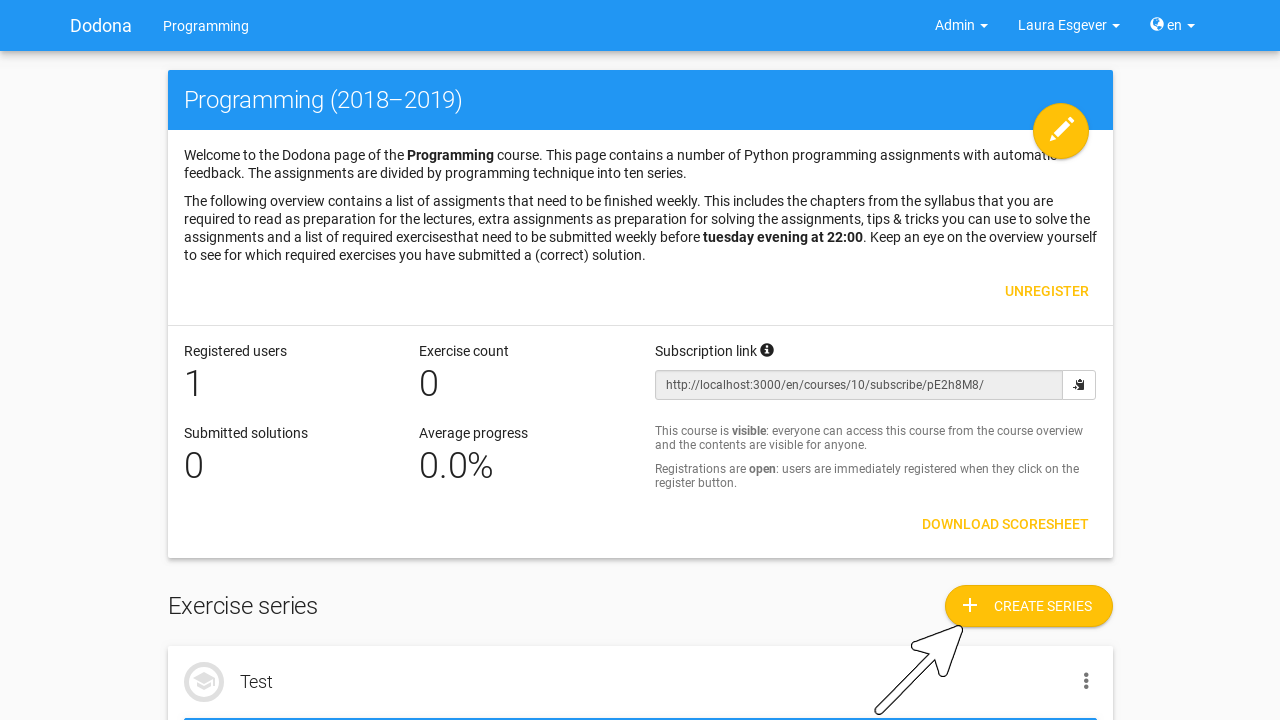 Dodona Programming Admin Laura Esgever en
Programming (2018–2019)
Welcome to the Dodona page of the Programming course. This page contains a number of Python programming assignments with automatic
feedback. The assignments are divided by programming technique into ten series.
The following overview contains a list of assigments that need to be finished weekly. This includes the chapters from the syllabus that you are
required to read as preparation for the lectures, extra assignments as preparation for solving the assignments, tips & tricks you can use to solve the
assignments and a list of required exercisesthat need to be submitted weekly before tuesday evening at 22:00. Keep an eye on the overview yourself
to see for which required exercises you have submitted a (correct) solution.
UNREGISTER
Registered users
1
Exercise count
0
Subscription link
http://localhost:3000/en/courses/10/subscribe/pE2h8M8/
Submitted solutions
0
Average progress
0.0%
This course is visible: everyone can access this course from the course overview
and the contents are visible for anyone.
Registrations are open: users are immediately registered when they click on the
register button.
DOWNLOAD SCORESHEET
Exercise series
CREATE SERIES
Test